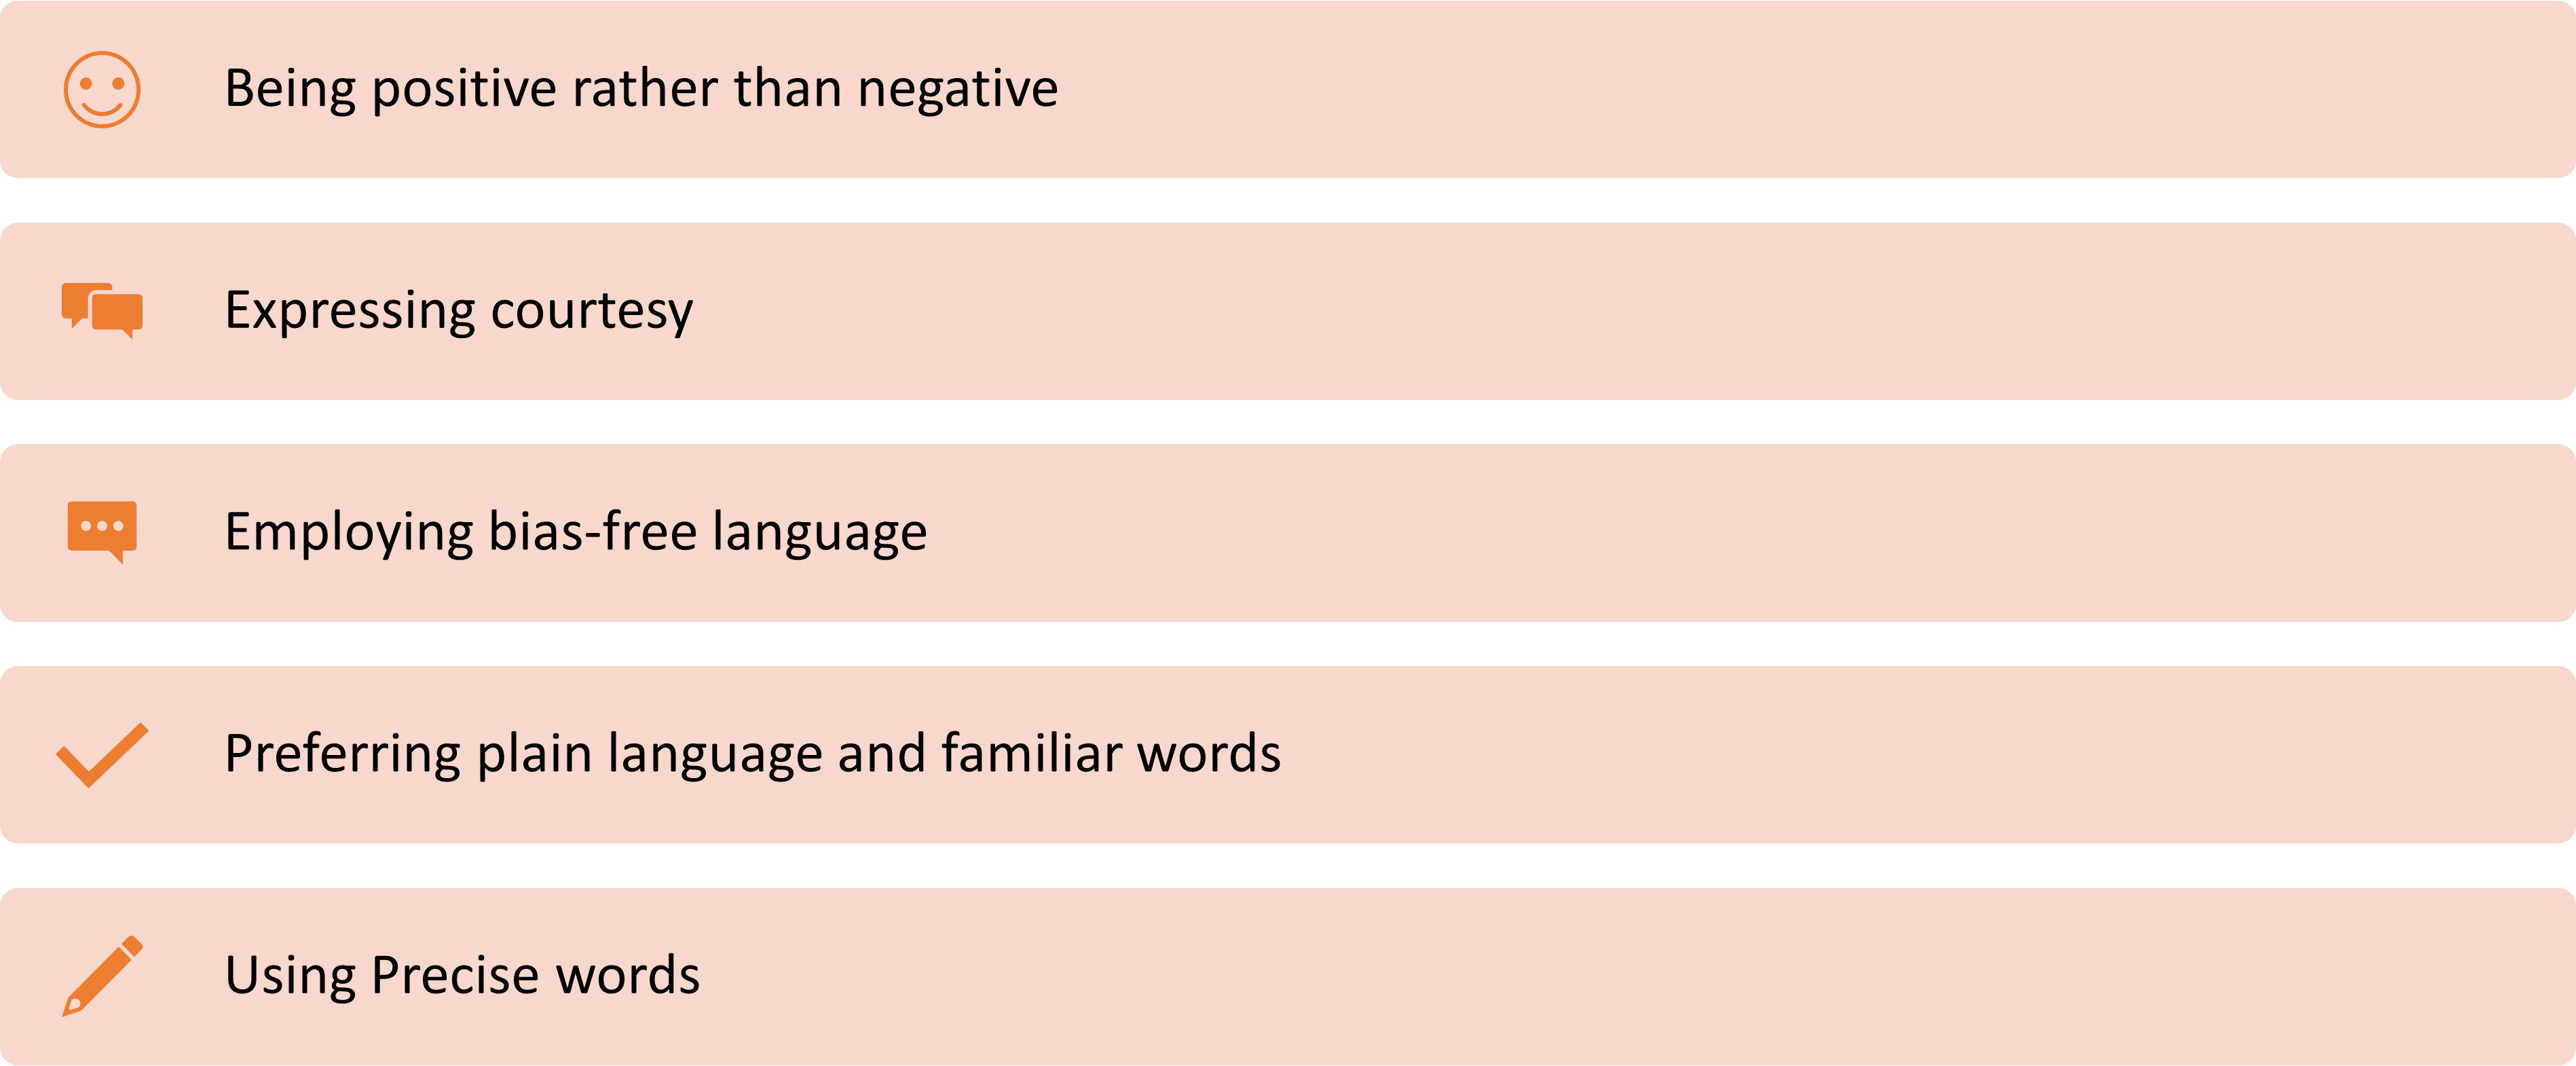 Being positive rather than negative
Expressing courtesy
Employing bias-free language
Preferring plain language and familiar words
Using Precise words